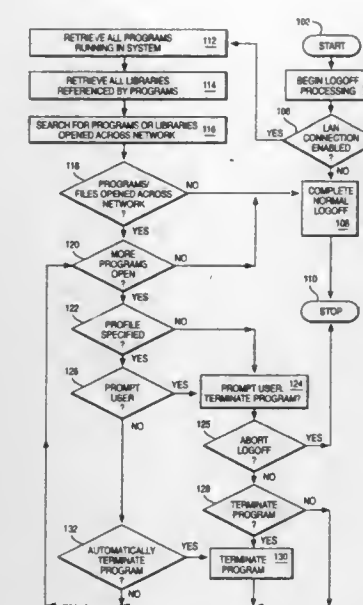 102
START
BEGIN LOGOFF
PROCESSING
106
LAN
CONNECTION
ENABLED
?
YES
NO
RETRIEVE ALL PROGRAMS
RUNNING IN SYSTEM
112
RETRIEVE ALL LIBRARIES
REFERENCED BY PROGRAMS
114
SEARCH FOR PROGRAMS OR LIBRARIES
OPENED ACROSS NETWORK
116
118
PROGRAMS/
FILES OPENED ACROSS
NETWORK
?
NO
YES
COMPLETE
NORMAL
LOGOFF
108
120
MORE
PROGRAMS
OPEN
?
NO
YES
110
STOP
122
PROFILE
SPECIFIED
?
NO
YES
126
PROMPT
USER
?
YES
NO
PROMPT USER,
TERMINATE PROGRAM?
124
125
ABORT
LOGOFF
?
YES
NO
128
TERMINATE
PROGRAM
?
NO
YES
132
AUTOMATICALLY
TERMINATE
PROGRAM
?
YES
NO
TERMINATE
PROGRAM
130